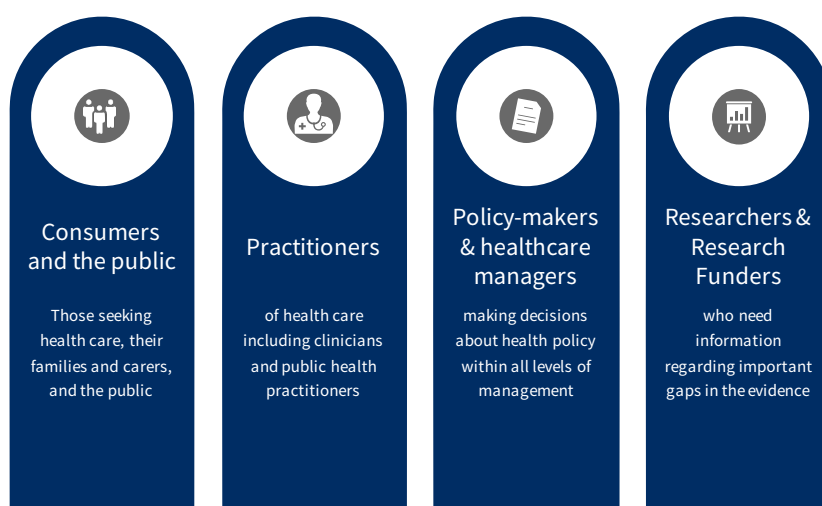 Consumers
and the public
Those seeking
health care, their
families and carers,
and the public
Practitioners
of health care
including clinicians
and public health
practitioners
Policy-makers
& healthcare
managers
making decisions
about health policy
within all levels of
management
Researchers &
Research
Funders
who need
information
regarding important
gaps in the evidence